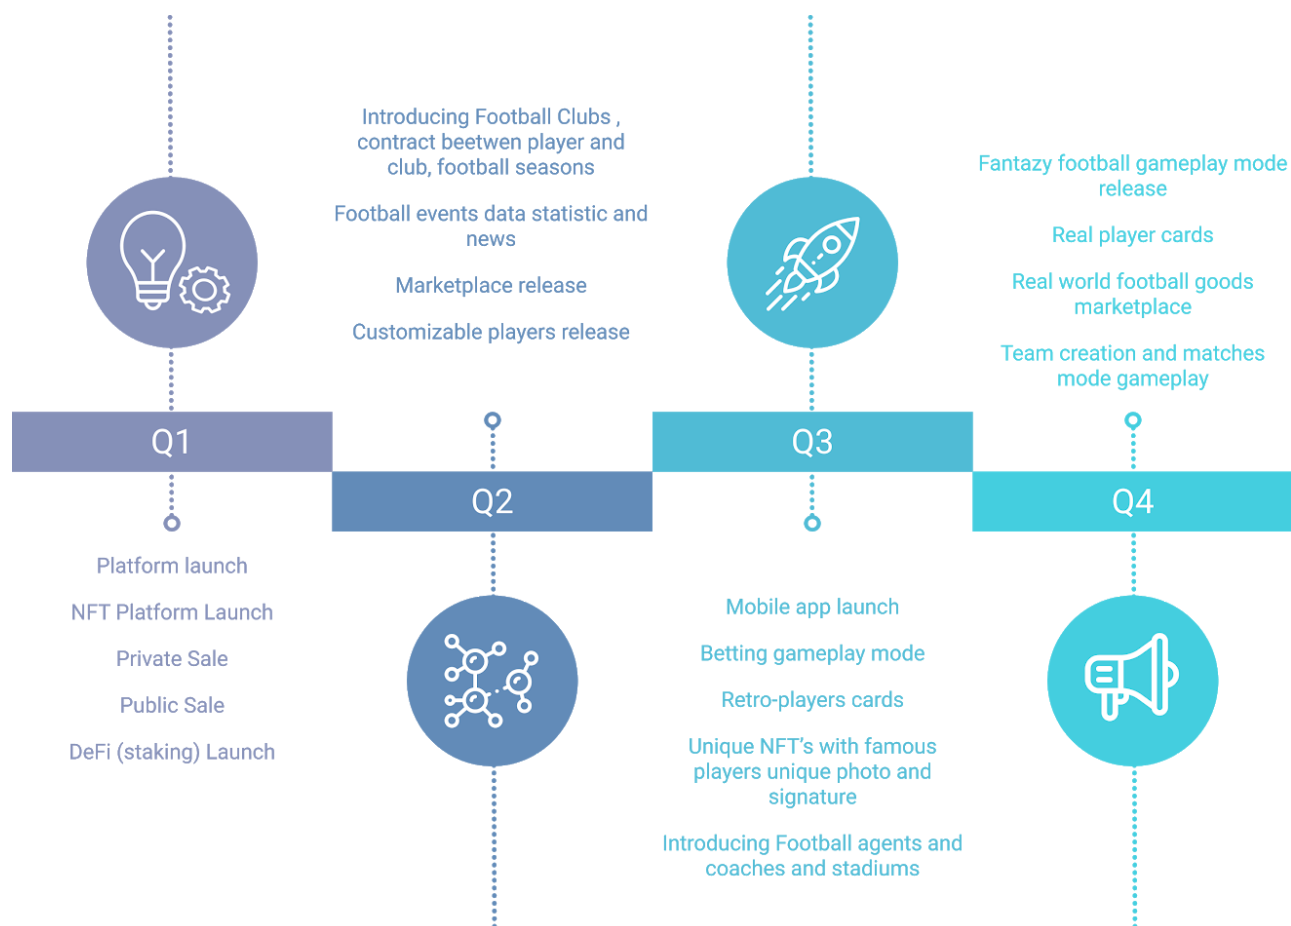 Q1
Platform launch
NFT Platform Launch
Private Sale
Public Sale
DeFi (staking) Launch
Introducing Football Clubs ,
contract beetwen player and
club, football seasons
Football events data statistic and
news
Marketplace release
Customizable players release
Q2
Q3
Mobile app launch
Betting gameplay mode
Retro-players cards
Unique NFT’s with famous
players unique photo and
signature
Introducing Football agents and
coaches and stadiums
Fantazy football gameplay mode
release
Real player cards
Real world football goods
marketplace
Team creation and matches
mode gameplay
Q4